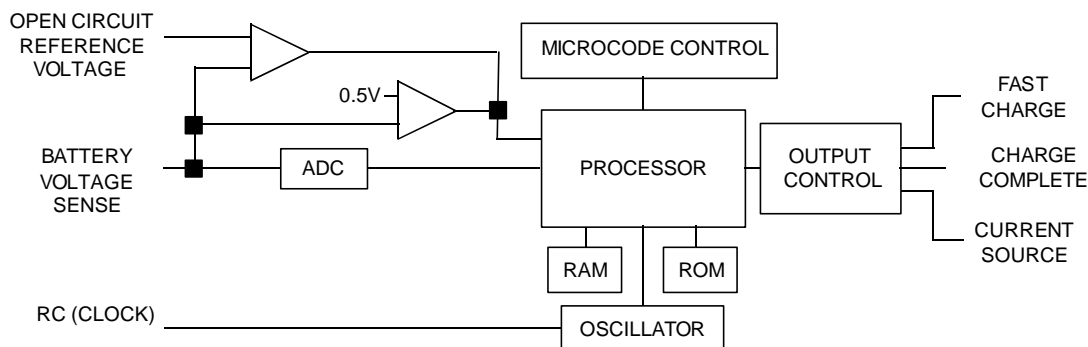 OPEN CIRCUIT
REFERENCE
VOLTAGE
MICROCODE CONTROL
0.5V
FAST
CHARGE
BATTERY
VOLTAGE
SENSE
ADC
PROCESSOR
OUTPUT
CONTROL
CHARGE
COMPLETE
CURRENT
SOURCE
RAM
ROM
RC (CLOCK)
OSCILLATOR